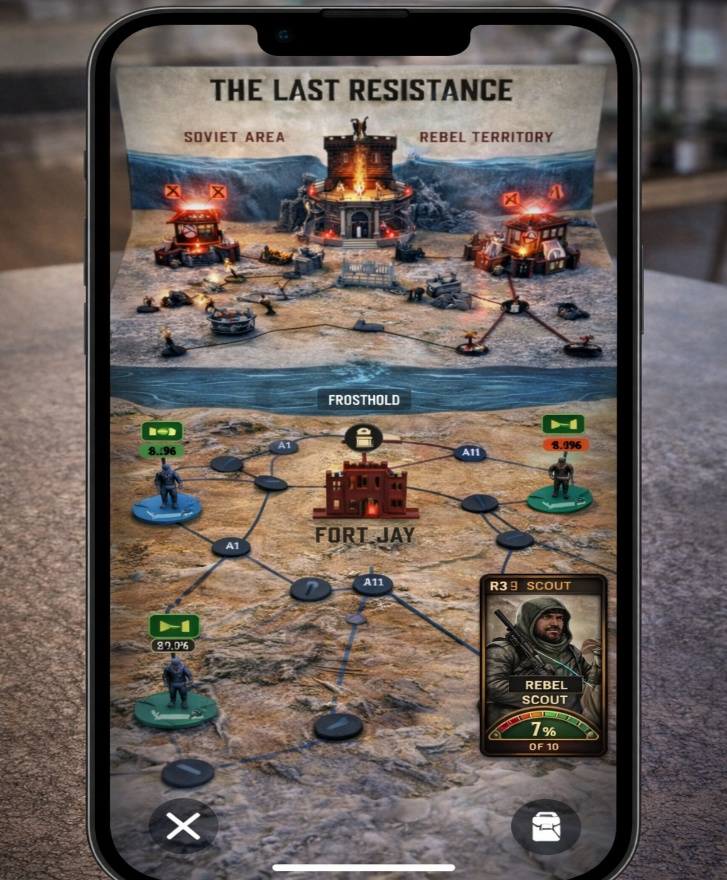 THE LAST RESISTANCE
SOVIET AREA
REBEL TERRITORY
FROSTHOLD
A1
A11
FORT JAY
A1
A11
SCOUT
REBEL
SCOUT
7%
OF 10